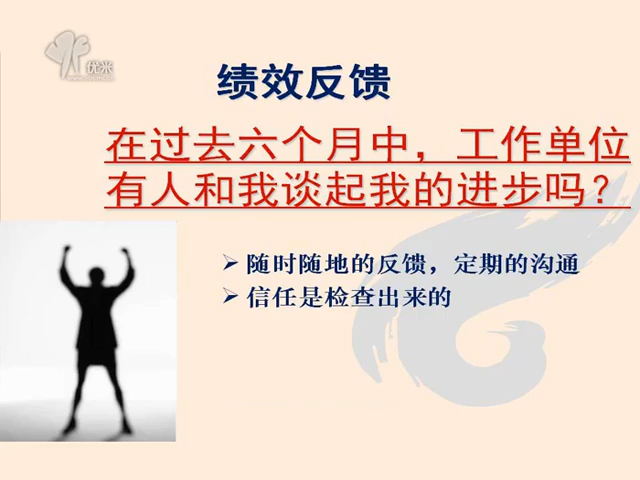 优米
绩效反馈
在过去六个月中，工作单位
有人和我谈起我的进步吗？
随时随地的反馈，定期的沟通
信任是检查出来的